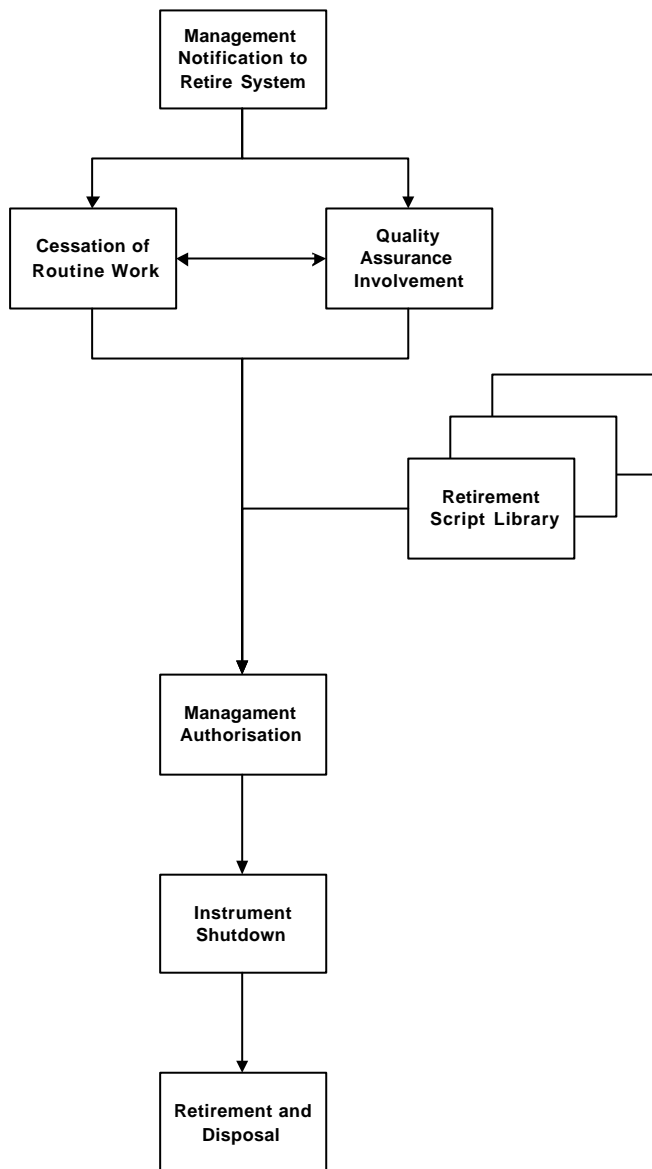 Management
Notification to
Retire System
Cessation of
Routine Work
Quality
Assurance
Involvement
Retirement
Script Library
Managament
Authorisation
Instrument
Shutdown
Retirement and
Disposal